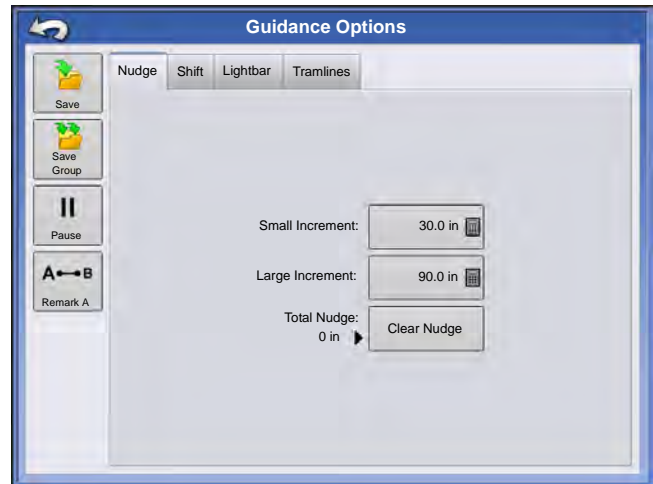 Guidance Options
Save
Save
Group
Pause
A B
Remark A
Nudge
Shift
Lightbar
Tramlines
Small Increment:
30.0 in
Large Increment:
90.0 in
Total Nudge:
0 in
Clear Nudge